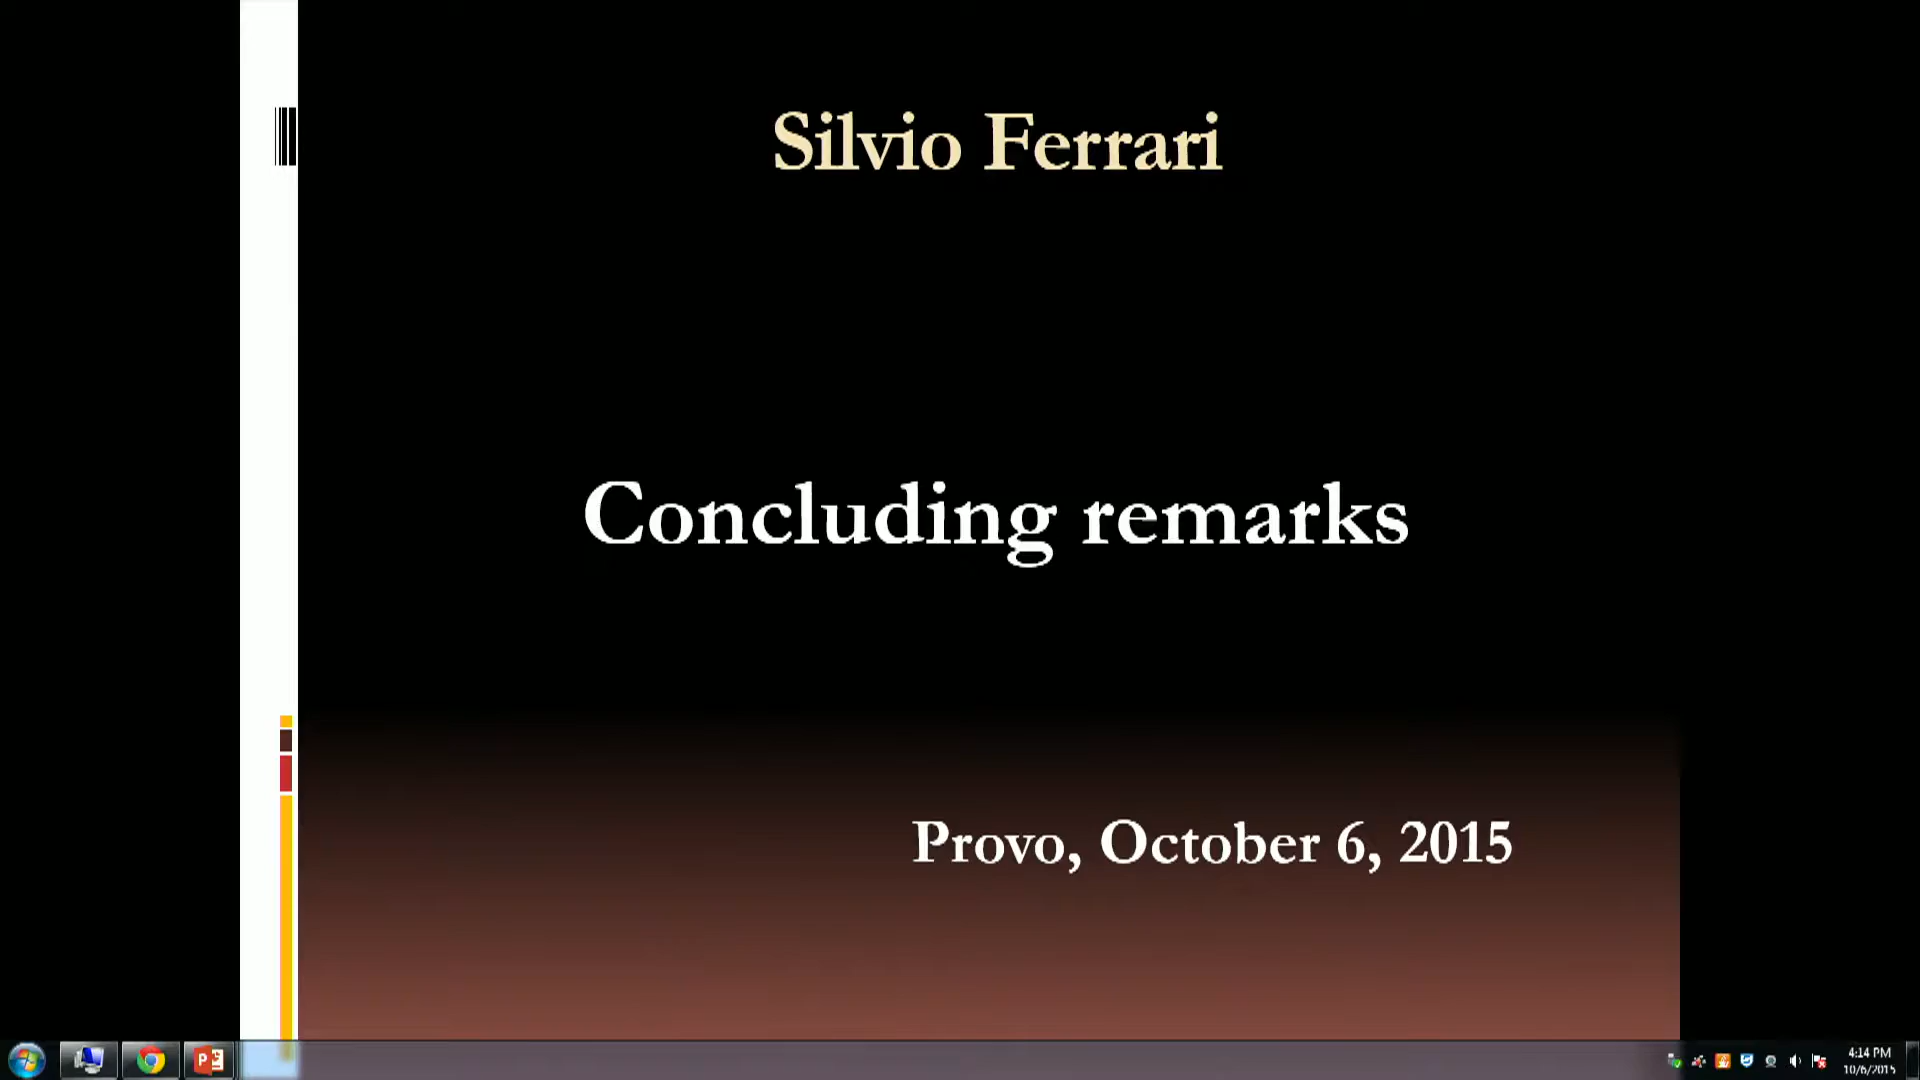 Silvio Ferrari
Concluding remarks
Provo, October 6, 2015
4:14 PM
10/6/2015